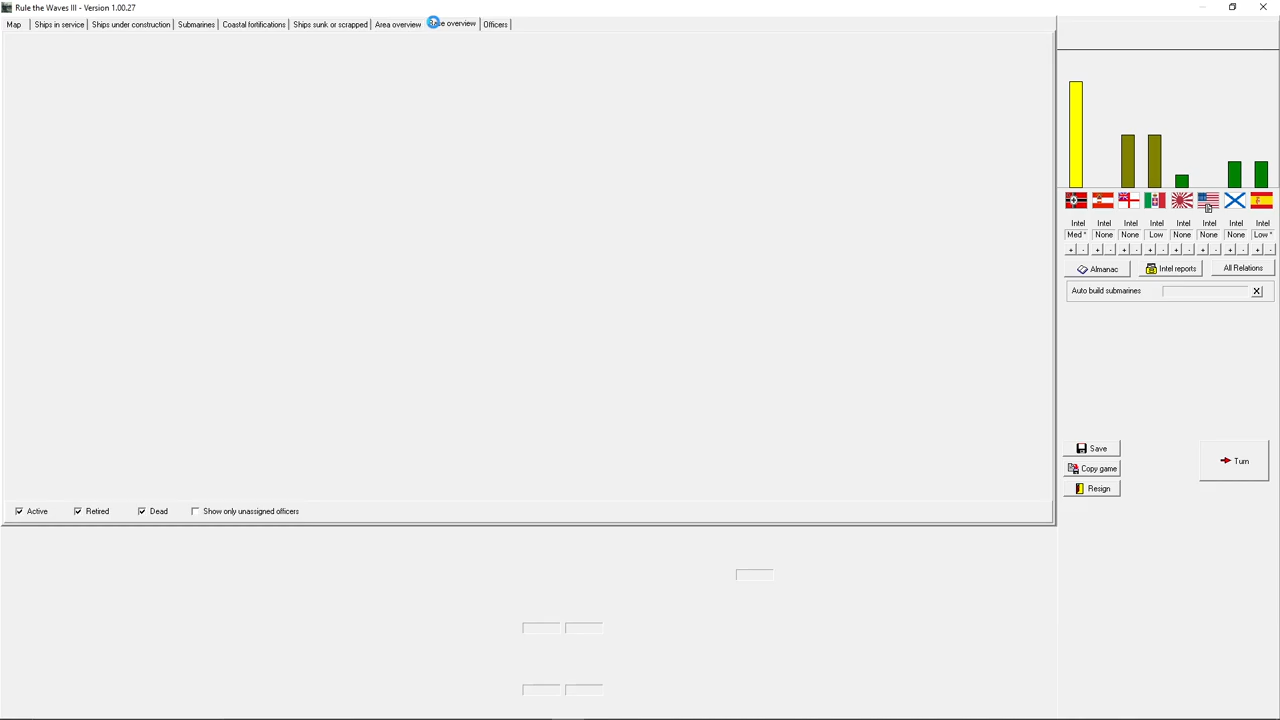 Rule the Waves III - Version 1.00.27
Map Ships in service Ships under construction Submarines Coastal fortifications Ships sunk or scrapped Area overview overview Officers
Intel Intel Intel Intel Intel Intel Intel Intel
Med * None None Low None None None Low *
+ - + - + - + - + - + - + - + -
Almanac Intel reports All Relations
Auto build submarines X
Save
Copy game
Turn
Resign
Active Retired Dead Show only unassigned officers